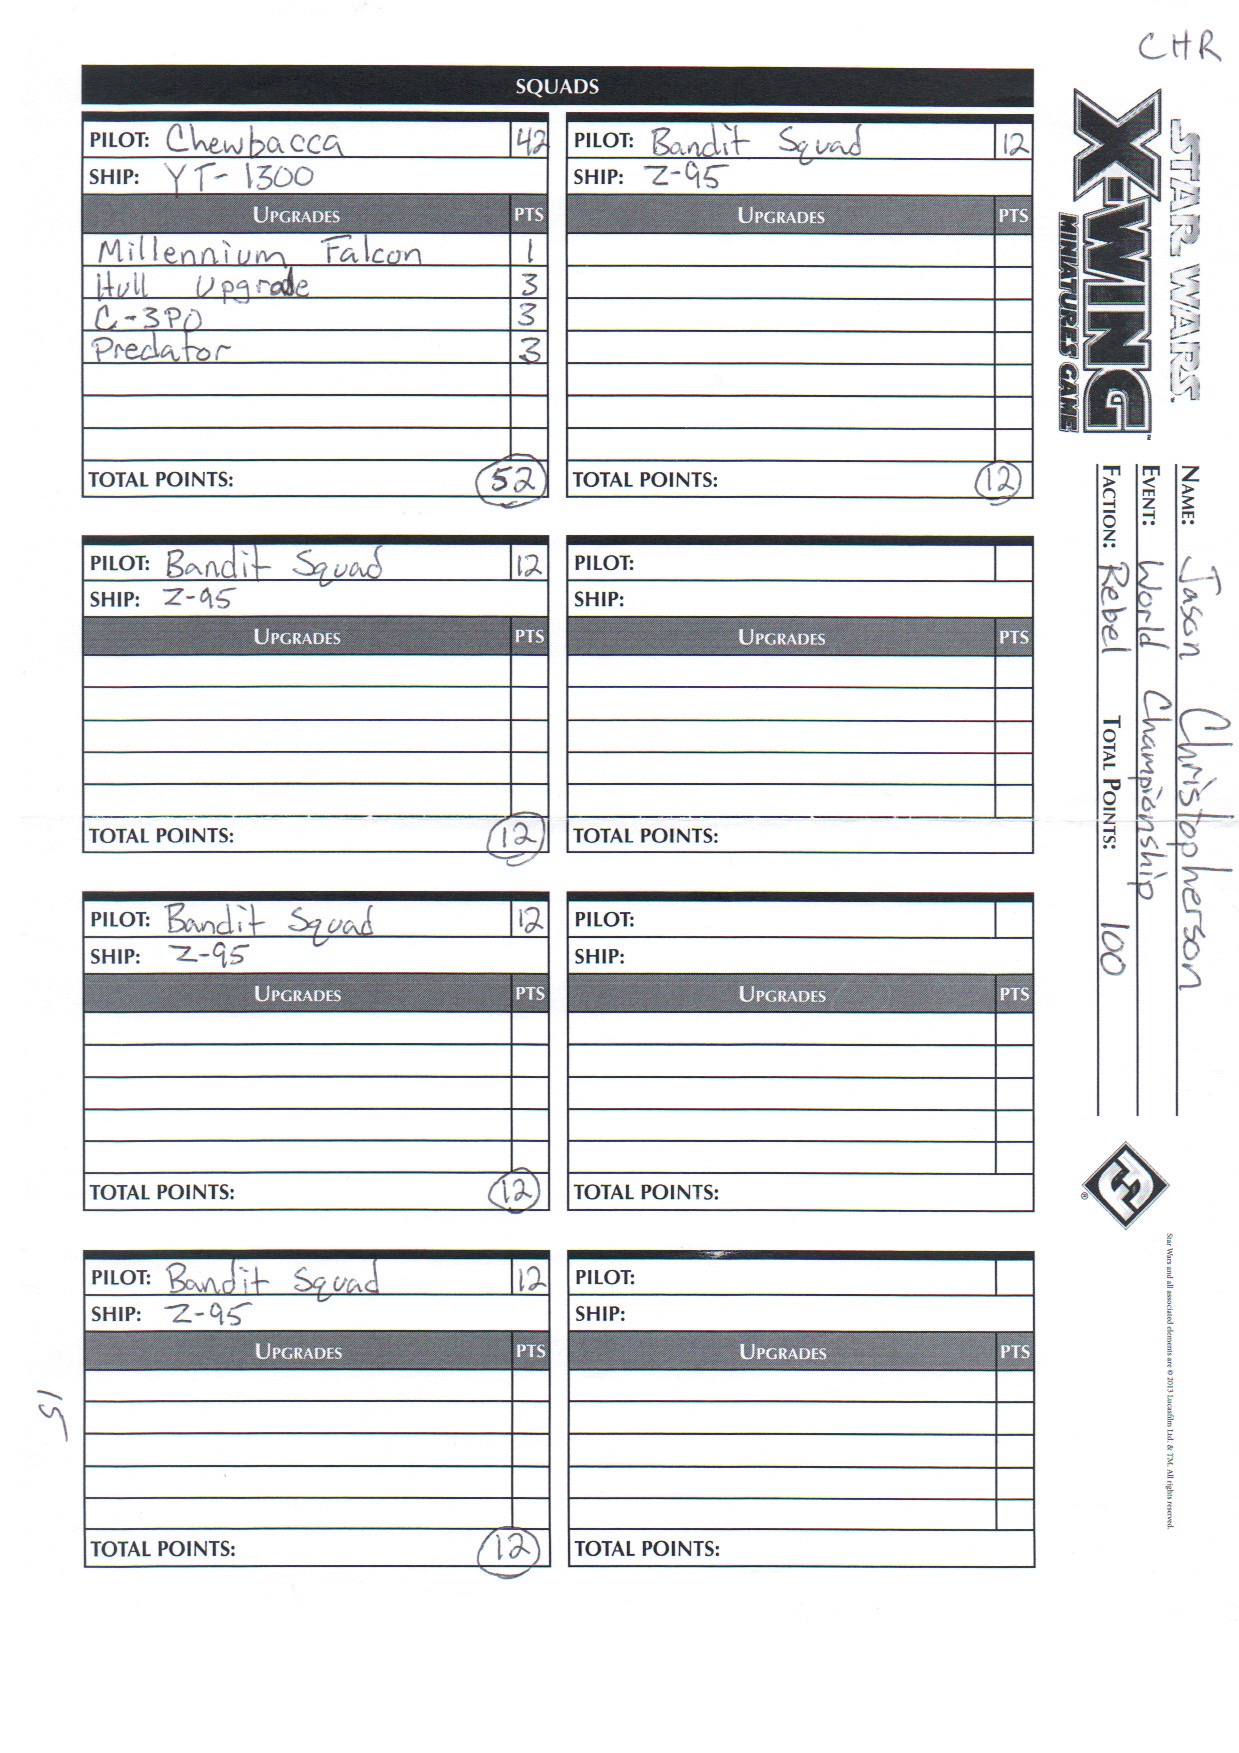 CHR
SQUADS
PILOT: Chewbacca 42
SHIP: YT-1300
UPGRADES PTS
Millennium Falcon 1
Hull Upgrade 3
C-3PO 3
Predator 3
TOTAL POINTS: 52
PILOT: Bandit Squad 12
SHIP: Z-95
UPGRADES PTS
TOTAL POINTS: 12
PILOT: Bandit Squad 12
SHIP: Z-95
UPGRADES PTS
TOTAL POINTS: 12
PILOT:
SHIP:
UPGRADES PTS
TOTAL POINTS:
PILOT: Bandit Squad 12
SHIP: Z-95
UPGRADES PTS
TOTAL POINTS: 12
PILOT:
SHIP:
UPGRADES PTS
TOTAL POINTS:
PILOT: Bandit Squad 12
SHIP: Z-95
UPGRADES PTS
TOTAL POINTS: 12
PILOT:
SHIP:
UPGRADES PTS
TOTAL POINTS:
STAR WARS
X-WING
MINIATURES GAME
NAME: Jason Christopherson
EVENT: World Championship
FACTION: Rebel TOTAL POINTS: 100
Star Wars and all associated elements are © 2013 Lucasfilm Ltd. & TM. All rights reserved.